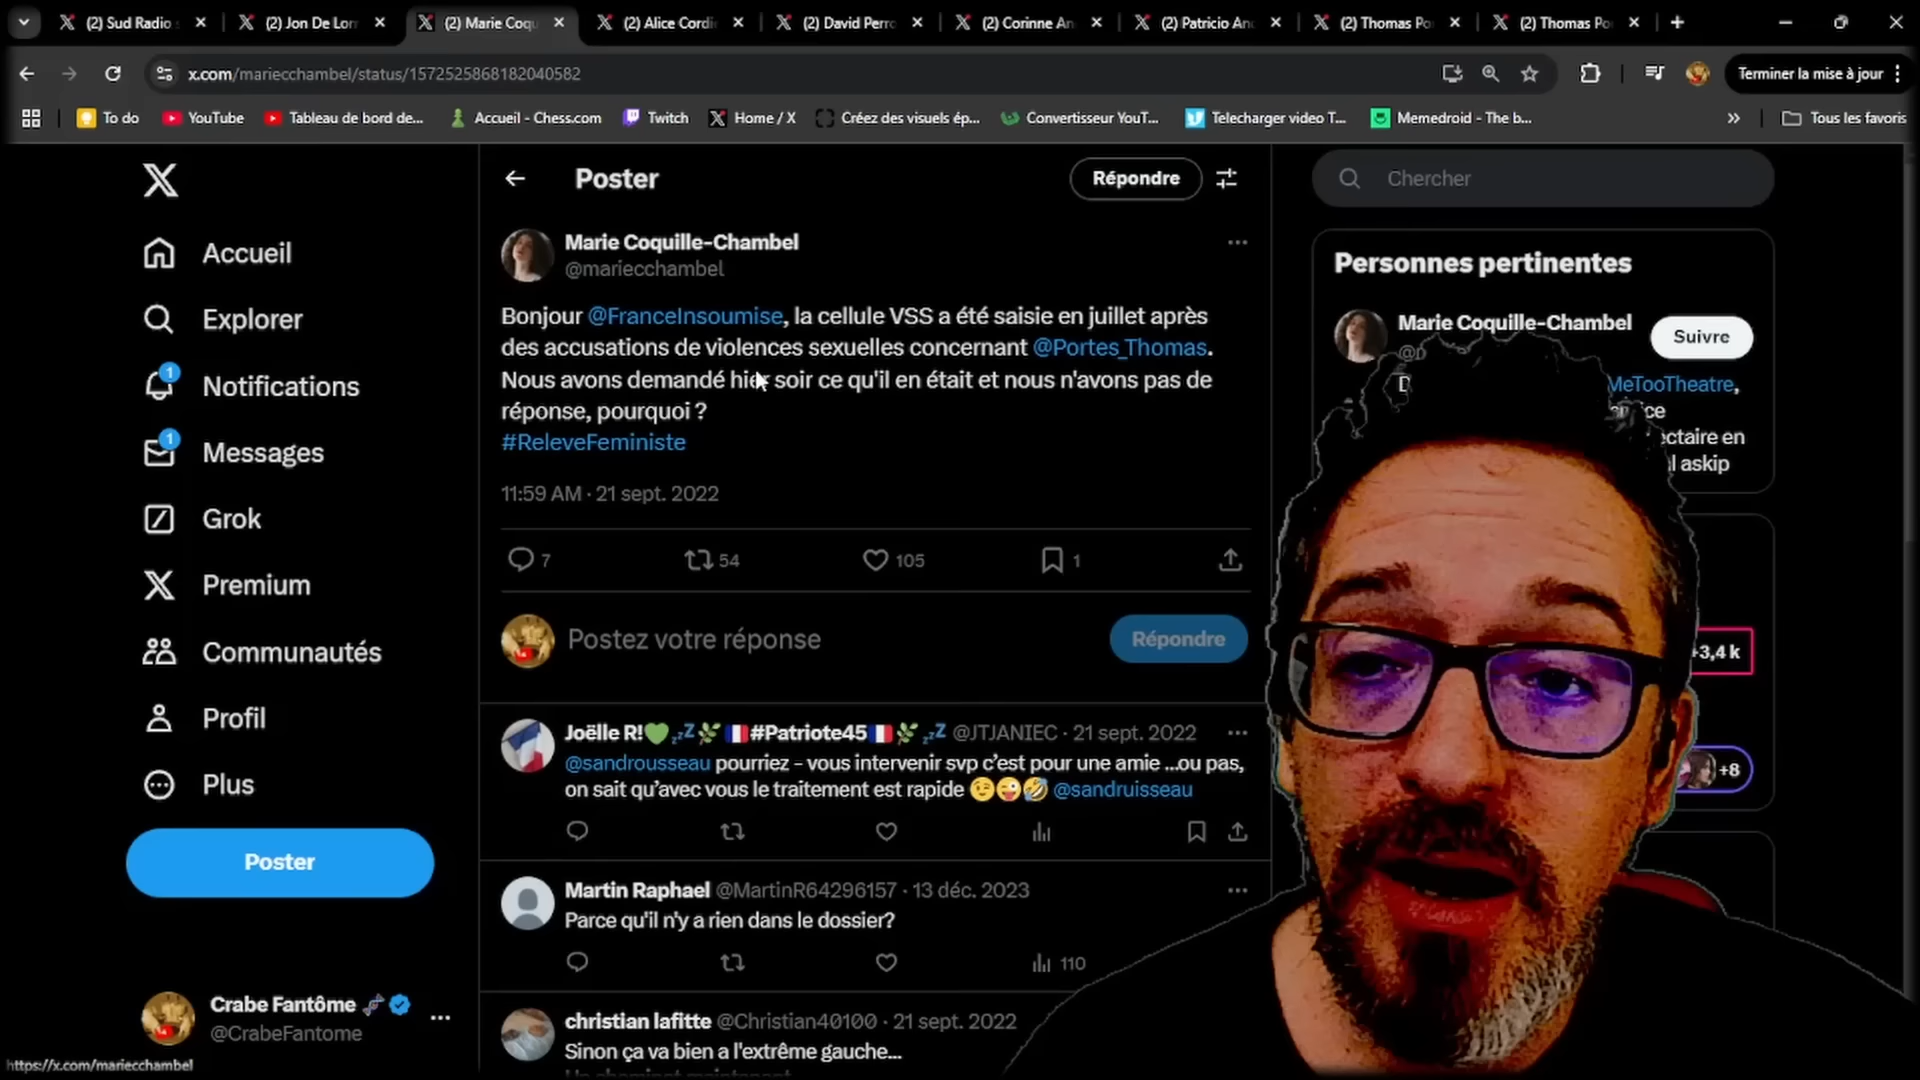 (2) Sud Radio
(2) Jon De Lorr
(2) Marie Coqu
(2) Alice Cordi
(2) David Perro
(2) Corinne An
(2) Patricio An
(2) Thomas Po
(2) Thomas Po
x.com/mariecchambel/status/1572525868182040582
Terminer la mise à jour
To do
YouTube
Tableau de bord de...
Accueil - Chess.com
Twitch
Home / X
Créez des visuels ép...
Convertisseur YouT...
Telecharger video T...
Memedroid - The b...
»
Tous les favoris
Accueil
Explorer
1
Notifications
1
Messages
Grok
Premium
Communautés
Profil
Plus
Poster
Crabe Fantôme
@CrabeFantome
https://x.com/mariecchambel
Poster
Répondre
Marie Coquille-Chambel
@mariecchambel
Bonjour @FranceInsoumise, la cellule VSS a été saisie en juillet après
des accusations de violences sexuelles concernant @Portes_Thomas.
Nous avons demandé hier soir ce qu'il en était et nous n'avons pas de
réponse, pourquoi ?
#ReleveFeministe
11:59 AM · 21 sept. 2022
7
54
105
1
Postez votre réponse
Répondre
Joëlle R!💚💤🌿🇫🇷#Patriote45🇫🇷🌿💤 @JTJANIEC · 21 sept. 2022
@sandrousseau pourriez - vous intervenir svp c'est pour une amie ...ou pas,
on sait qu'avec vous le traitement est rapide 😉😜🤣 @sandruisseau
Martin Raphael @MartinR64296157 · 13 déc. 2023
Parce qu'il n'y a rien dans le dossier?
110
christian lafitte @Christian40100 · 21 sept. 2022
Sinon ça va bien a l'extrême gauche...
Chercher
Personnes pertinentes
Marie Coquille-Chambel
Suivre
MeTooTheatre,
ectaire en
askip
+3,4 k
+8